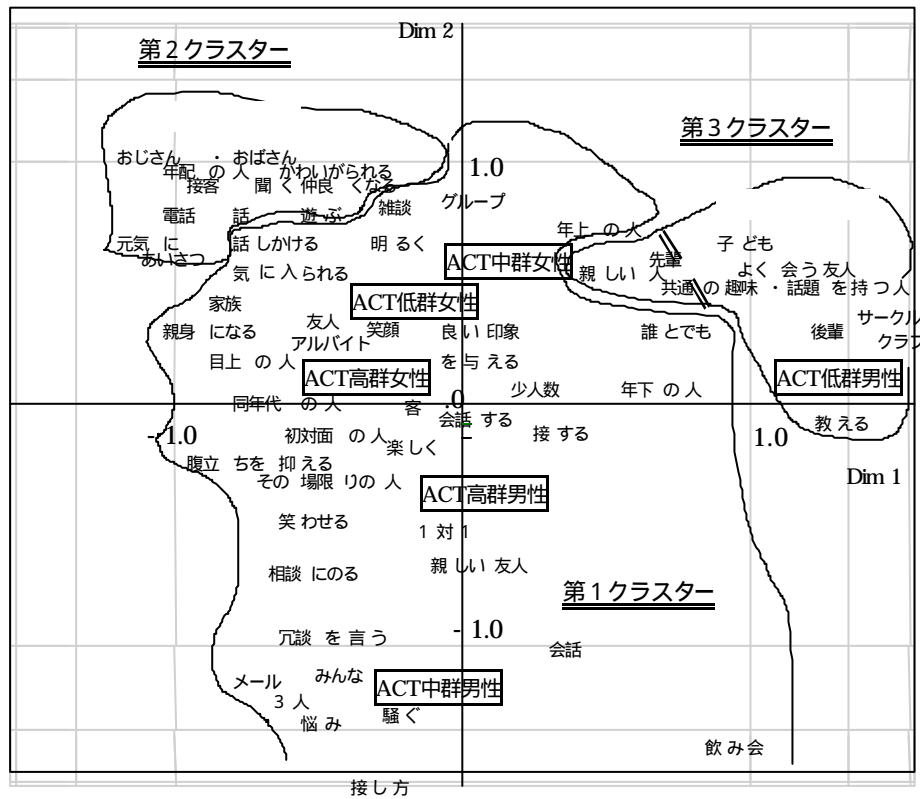 Dim 2
第2クラスター
第3クラスター
おじさん ・ おばさん
年配 の 人 かわいがられる
接客 聞 く 仲良 くなる
1.0
電話 話 遊 ぶ 雑談 グループ
年上 の 人
元気 に 話 しかける 明 るく
あいさつ
ACT中群女性
先輩
子 ども
気 に 入 られる
親 しい 人
よく 会 う 友人
共通 の 趣味 ・ 話題 を 持 つ 人
家族
ACT低群女性
親身 になる 友人 笑顔 良 い 印象 誰 とでも 後輩 サークル
アルバイト クラブ
目上 の 人 を 与 える
ACT高群女性
ACT低群男性
少人数 年下 の 人
同年代 の 人 客 .0
会話 する
教 える
- 1.0 初対面 の 人 接 する 1.0
楽 しく
腹立 ちを 抑 える
その 場限 りの 人
Dim 1
ACT高群男性
笑 わせる
1 対 1
相談 にのる 親 しい 友人
第1クラスター
冗談 を 言 う - 1.0
会話
メール みんな
ACT中群男性
3 人
悩 み 騒 ぐ
飲 み 会
接 し 方